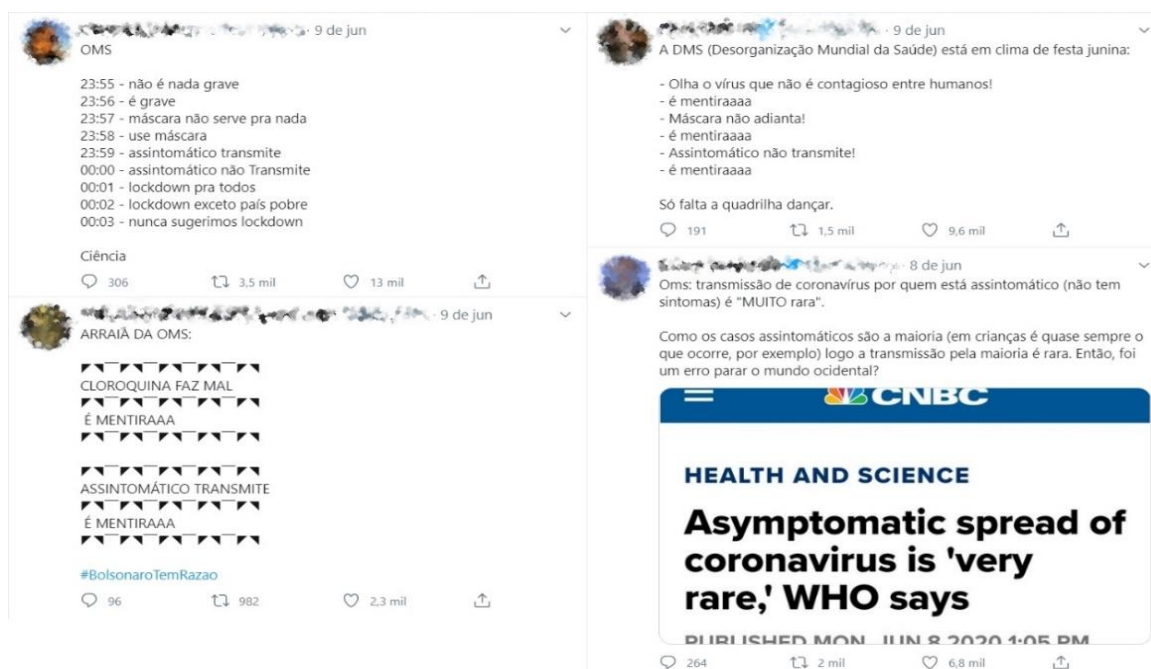 9 de jun
OMS
23:55 - não é nada grave
23:56 - é grave
23:57 - máscara não serve pra nada
23:58 - use máscara
23:59 - assintomático transmite
00:00 - assintomático não Transmite
00:01 - lockdown pra todos
00:02 - lockdown exceto país pobre
00:03 - nunca sugerimos lockdown
Ciência
306 3,5 mil 13 mil
· 9 de jun
ARRAIÁ DA OMS:
CLOROQUINA FAZ MAL
É MENTIRAAA
ASSINTOMÁTICO TRANSMITE
É MENTIRAAA
#BolsonaroTemRazao
96 982 2,3 mil
· 9 de jun
A DMS (Desorganização Mundial da Saúde) está em clima de festa junina:
- Olha o vírus que não é contagioso entre humanos!
- é mentiraaaa
- Máscara não adianta!
- é mentiraaaa
- Assintomático não transmite!
- é mentiraaaa
Só falta a quadrilha dançar.
191 1,5 mil 9,6 mil
· 8 de jun
Oms: transmissão de coronavírus por quem está assintomático (não tem
sintomas) é "MUITO rara".
Como os casos assintomáticos são a maioria (em crianças é quase sempre o
que ocorre, por exemplo) logo a transmissão pela maioria é rara. Então, foi
um erro parar o mundo ocidental?
CNBC
HEALTH AND SCIENCE
Asymptomatic spread of
coronavirus is 'very
rare,' WHO says
PUBLISHED MON, JUN 8 2020 1:05 PM
264 2 mil 6,8 mil